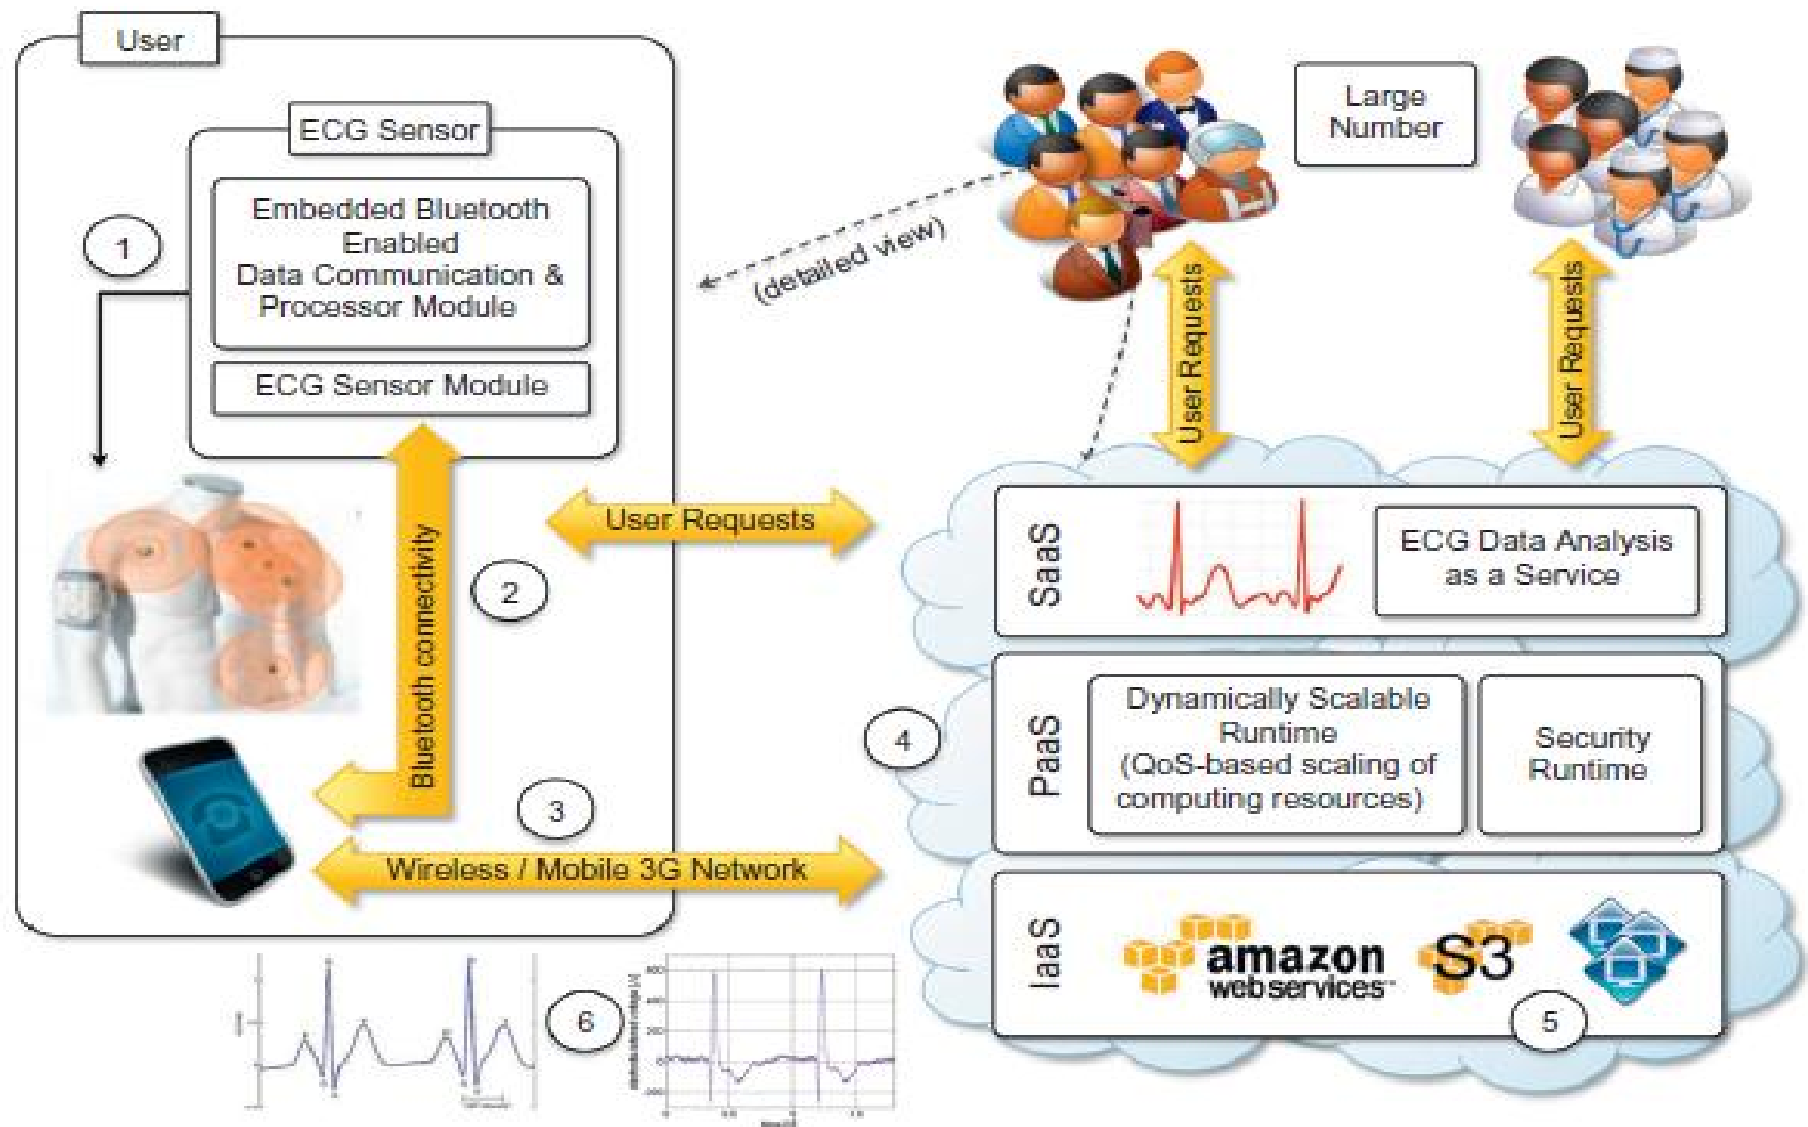 User
ECG Sensor
Embedded Bluetooth
Enabled
Data Communication &
Processor Module
ECG Sensor Module
1
Bluetooth connectivity
2
3
Wireless / Mobile 3G Network
User Requests
(detailed view)
Large
Number
User Requests
User Requests
SaaS
ECG Data Analysis
as a Service
4
PaaS
Dynamically Scalable
Runtime
(QoS-based scaling of
computing resources)
Security
Runtime
IaaS
amazon
webservices
S3
5
6